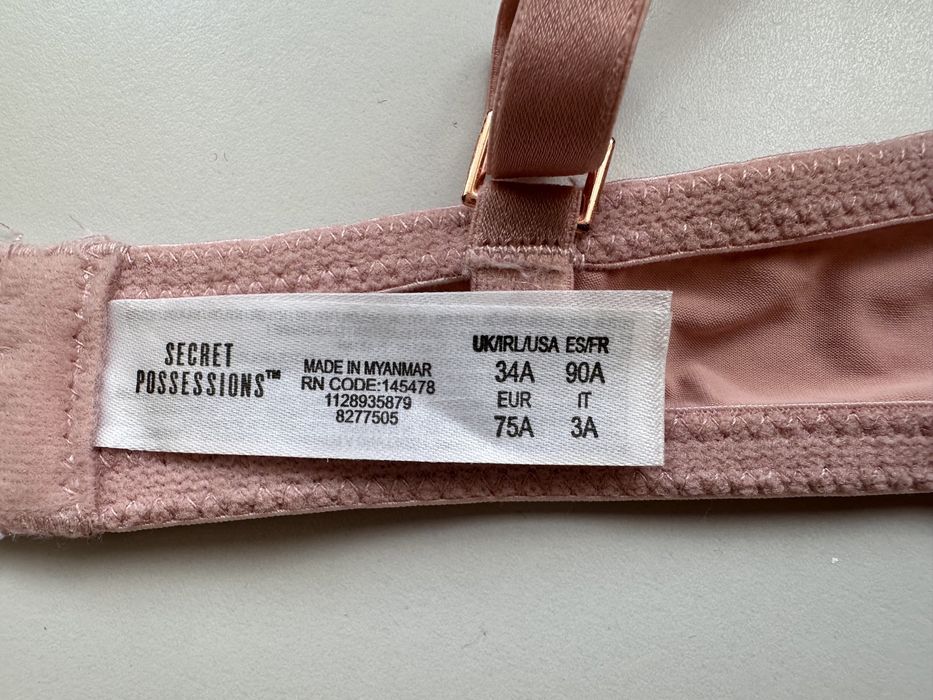 SECRET
POSSESSIONS™
MADE IN MYANMAR
RN CODE:145478
1128935879
8277505
UK/IRL/USA ES/FR
34A 90A
EUR IT
75A 3A